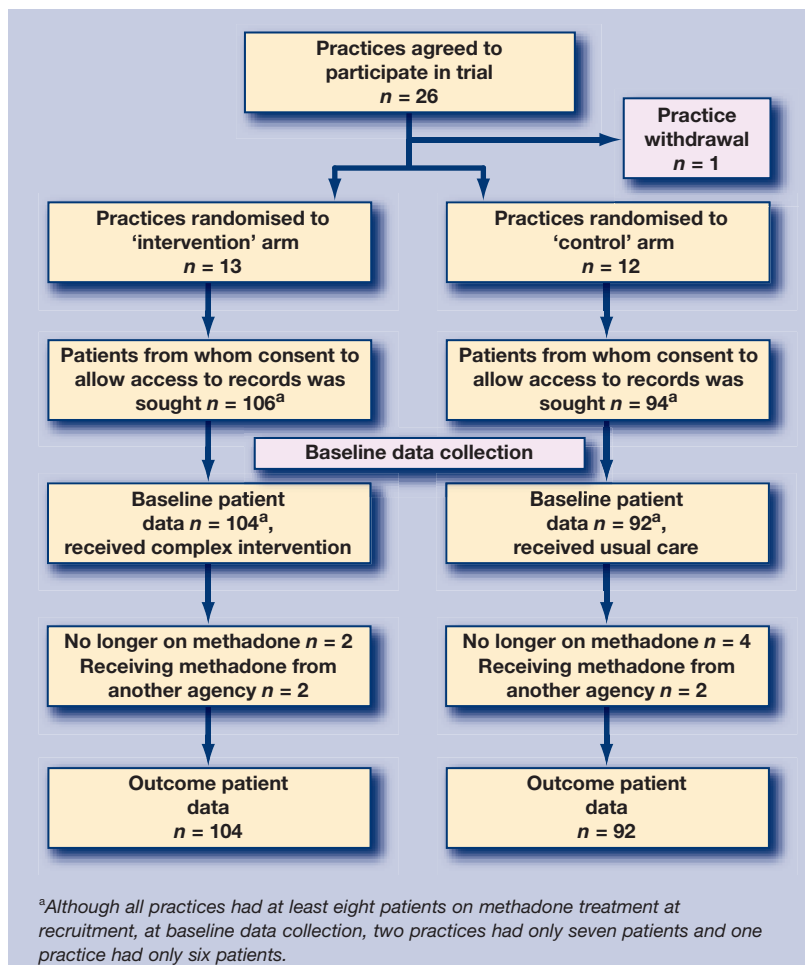 Practices agreed to
participate in trial
n = 26
Practice
withdrawal
n = 1
Practices randomised to
‘intervention’ arm
n = 13
Practices randomised to
‘control’ arm
n = 12
Patients from whom consent to
allow access to records was
sought n = 106a
Patients from whom consent to
allow access to records was
sought n = 94a
Baseline data collection
Baseline patient
data n = 104a,
received complex intervention
Baseline patient
data n = 92a,
received usual care
No longer on methadone n = 2
Receiving methadone from
another agency n = 2
No longer on methadone n = 4
Receiving methadone from
another agency n = 2
Outcome patient
data
n = 104
Outcome patient
data
n = 92
aAlthough all practices had at least eight patients on methadone treatment at
recruitment, at baseline data collection, two practices had only seven patients and one
practice had only six patients.